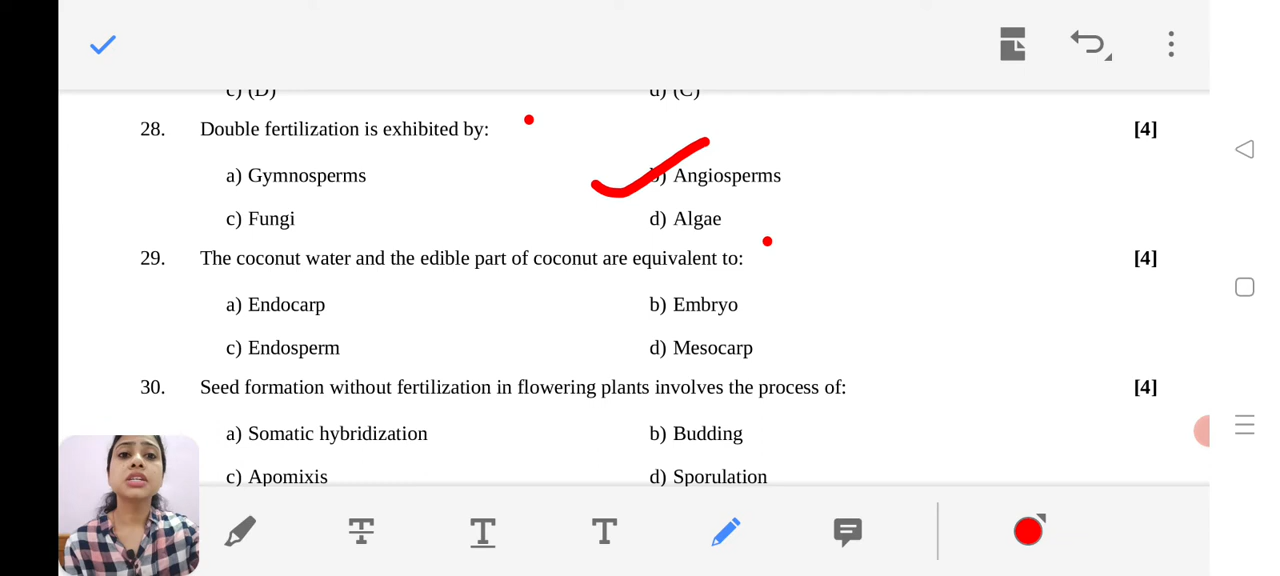 c) (D) d) (C)
28. Double fertilization is exhibited by: [4]
a) Gymnosperms b) Angiosperms
c) Fungi d) Algae
29. The coconut water and the edible part of coconut are equivalent to: [4]
a) Endocarp b) Embryo
c) Endosperm d) Mesocarp
30. Seed formation without fertilization in flowering plants involves the process of: [4]
a) Somatic hybridization b) Budding
c) Apomixis d) Sporulation
T T T